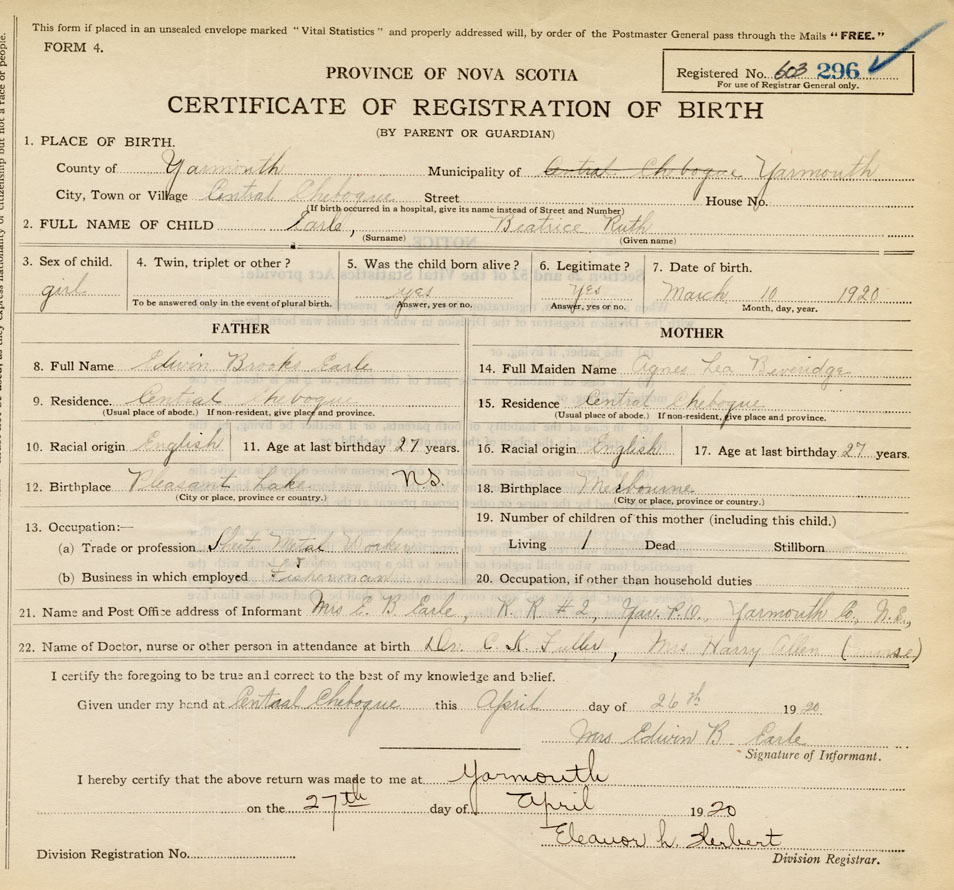 This form if placed in an unsealed envelope marked "Vital Statistics" and properly addressed will, by order of the Postmaster General pass through the Mails "FREE."
FORM 4.
Registered No. 603 296
For use of Registrar General only.
PROVINCE OF NOVA SCOTIA
CERTIFICATE OF REGISTRATION OF BIRTH
(BY PARENT OR GUARDIAN)
1. PLACE OF BIRTH.
County of Yarmouth Municipality of Central Chebogue Yarmouth
City, Town or Village Central Chebogue Street House No.
(If birth occurred in a hospital, give its name instead of Street and Number)
2. FULL NAME OF CHILD Earle, Beatrice Ruth
(Surname) (Given name)
3. Sex of child. 4. Twin, triplet or other? 5. Was the child born alive? 6. Legitimate? 7. Date of birth.
girl yes yes March 10 1920
To be answered only in the event of plural birth. Answer, yes or no. Answer, yes or no. Month, day, year.
FATHER MOTHER
8. Full Name Edwin Brooks Earle 14. Full Maiden Name Agnes Lea Beveridge
9. Residence. Central Chebogue 15. Residence Central Chebogue
(Usual place of abode.) If non-resident, give place and province. (Usual place of abode.) If non-resident, give place and province.
10. Racial origin English 11. Age at last birthday 27 years. 16. Racial origin English 17. Age at last birthday 27 years.
12. Birthplace Pleasant Lake N.S. 18. Birthplace Melbourne
(City or place, province or country.) (City or place, province or country.)
13. Occupation:— 19. Number of children of this mother (including this child.)
(a) Trade or profession Sheet Metal Worker Living 1 Dead Stillborn
(b) Business in which employed Fisherman 20. Occupation, if other than household duties
21. Name and Post Office address of Informant Mrs E. B. Earle, R. R # 2, Yar. P.O., Yarmouth Co., N.S.,
22. Name of Doctor, nurse or other person in attendance at birth Dr. C. K. Fuller, Mrs Harry Allen (nurse)
I certify the foregoing to be true and correct to the best of my knowledge and belief.
Given under my hand at Central Chebogue this April day of 26th 1920
Mrs Edwin B Earle
Signature of Informant.
I hereby certify that the above return was made to me at Yarmouth
on the 27th day of April 1920
Eleanor L. Herbert
Division Registration No. Division Registrar.